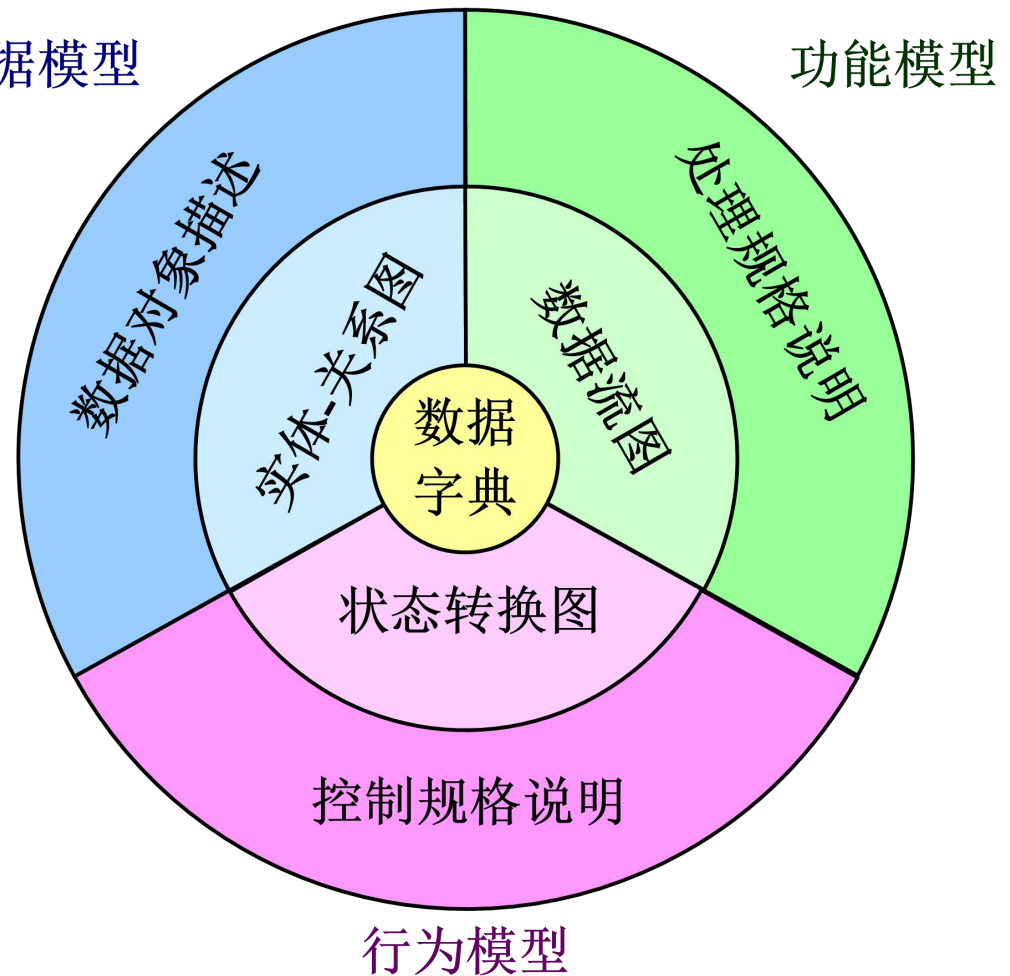 据模型
功能模型
数据对象描述
处理规格说明
实体-关系图
数据流图
数据
字典
状态转换图
控制规格说明
行为模型